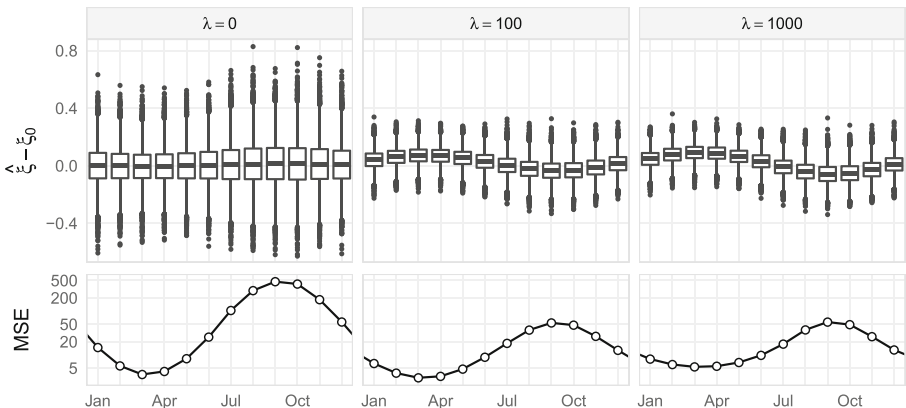 λ = 0
λ = 100
λ = 1000
ξ̂ − ξ₀
0.8
0.4
0.0
−0.4
MSE
500
200
50
20
5
Jan Apr Jul Oct Jan Apr Jul Oct Jan Apr Jul Oct